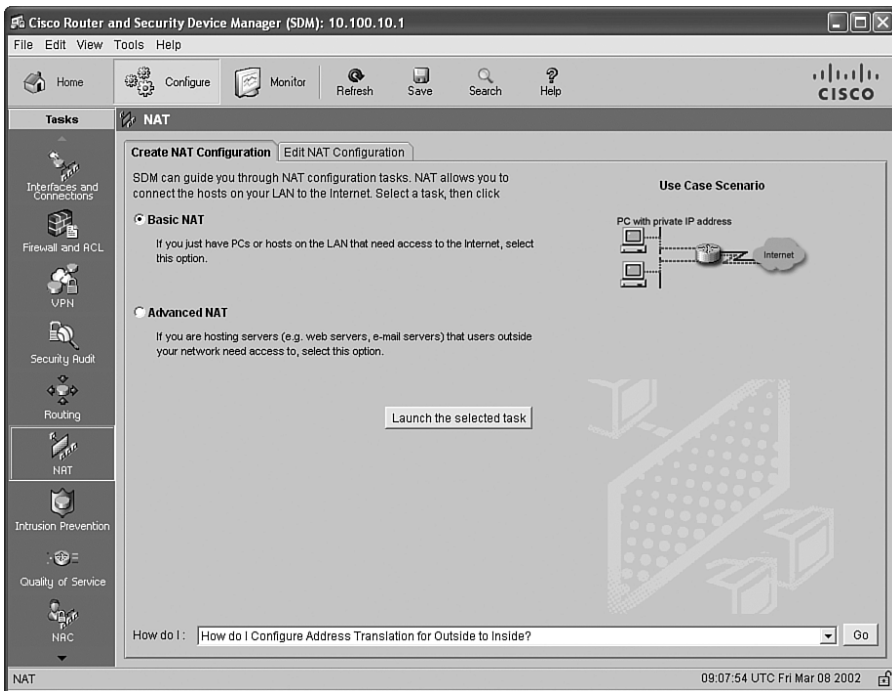 Cisco Router and Security Device Manager (SDM): 10.100.10.1
File Edit View Tools Help
Home Configure Monitor Refresh Save Search Help
CISCO
Tasks
NAT
Interfaces and
Connections
Firewall and ACL
VPN
Security Audit
Routing
NAT
Intrusion Prevention
Quality of Service
NAC
Create NAT Configuration Edit NAT Configuration
SDM can guide you through NAT configuration tasks. NAT allows you to
connect the hosts on your LAN to the Internet. Select a task, then click
Basic NAT
If you just have PCs or hosts on the LAN that need access to the Internet, select
this option.
Advanced NAT
If you are hosting servers (e.g. web servers, e-mail servers) that users outside
your network need access to, select this option.
Launch the selected task
Use Case Scenario
PC with private IP address
Internet
How do I: How do I Configure Address Translation for Outside to Inside? Go
NAT 09:07:54 UTC Fri Mar 08 2002